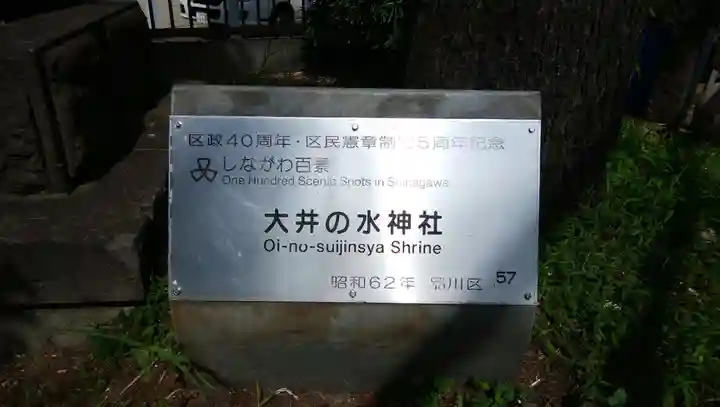 区政40周年・区民憲章制定5周年記念
しながわ百景
One Hundred Scenic Spots in Shinagawa
大井の水神社
Oi-no-suijinsya Shrine
昭和62年 品川区 57